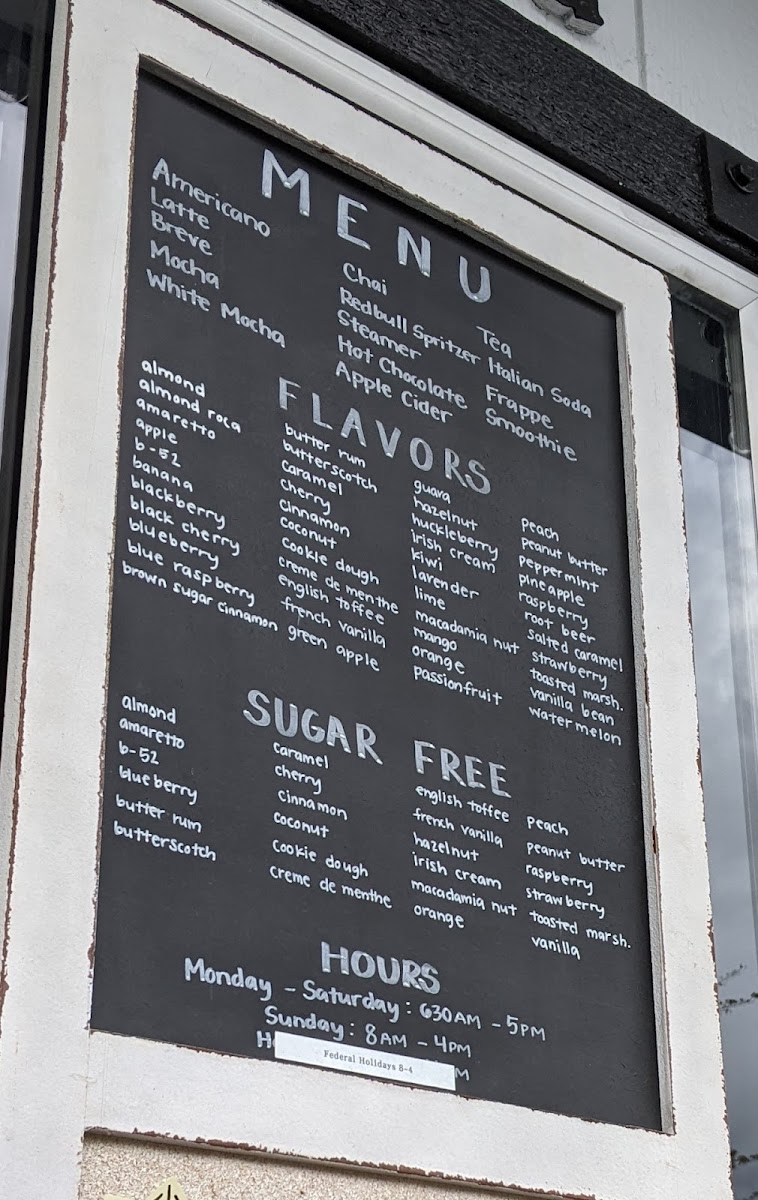 MENU
Americano
Latte
Breve
Mocha
White Mocha
Chai
Redbull Spritzer
Steamer
Hot Chocolate
Apple Cider
Tea
Italian Soda
Frappe
Smoothie
FLAVORS
almond
almond roca
amaretto
apple
b-52
banana
blackberry
black cherry
blueberry
blue raspberry
brown sugar cinnamon
butter rum
butterscotch
caramel
cherry
cinnamon
coconut
cookie dough
creme de menthe
english toffee
french vanilla
green apple
guava
hazelnut
huckleberry
irish cream
kiwi
lavender
lime
macadamia nut
mango
orange
passionfruit
peach
peanut butter
peppermint
pineapple
raspberry
root beer
salted caramel
strawberry
toasted marsh.
vanilla bean
watermelon
SUGAR FREE
almond
amaretto
b-52
blueberry
butter rum
butterscotch
caramel
cherry
cinnamon
coconut
cookie dough
creme de menthe
english toffee
french vanilla
hazelnut
irish cream
macadamia nut
orange
peach
peanut butter
raspberry
strawberry
toasted marsh.
vanilla
HOURS
Monday - Saturday: 630AM - 5PM
Sunday: 8AM - 4PM
Federal Holidays 8-4